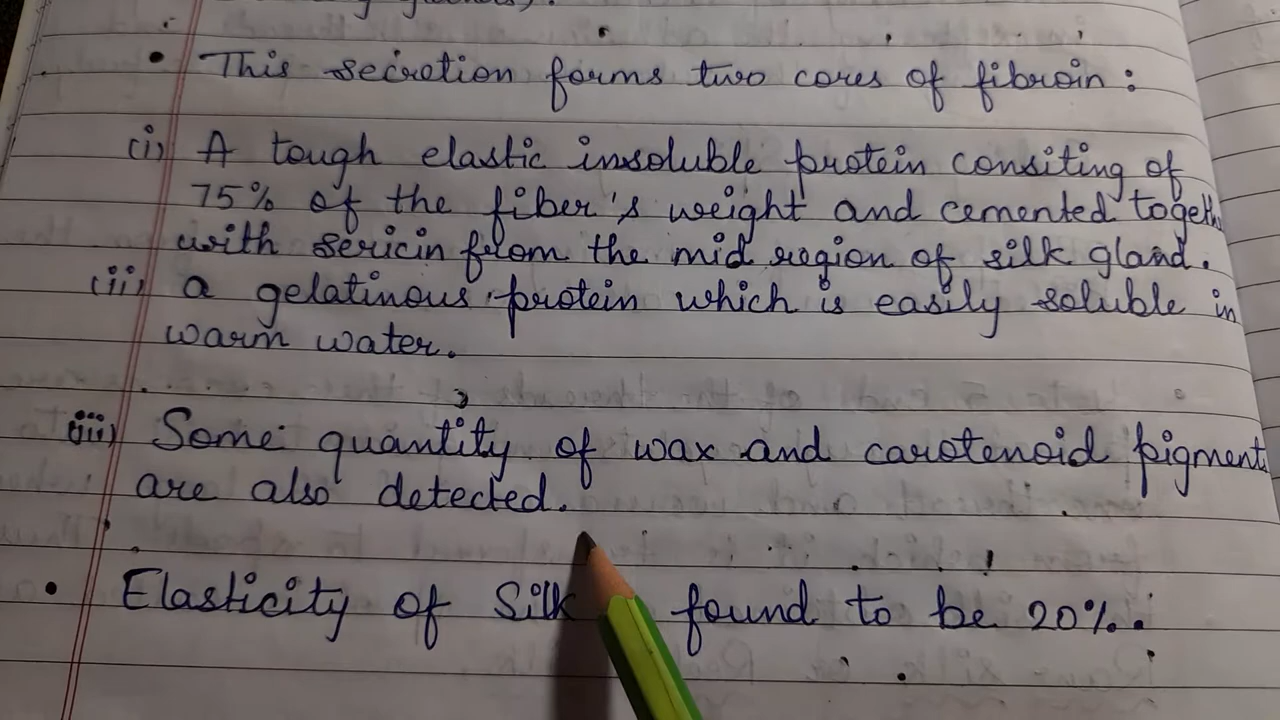 • This secretion forms two cores of fibroin :
(i) A tough elastic insoluble protein consiting of
75% of the fiber's weight and cemented togeth
with sericin from the mid region of silk gland.
(ii) a gelatinous protein which is easily soluble in
warm water.
(iii) Some quantity of wax and carotenoid pigment
are also detected.
• Elasticity of Silk found to be 20%.